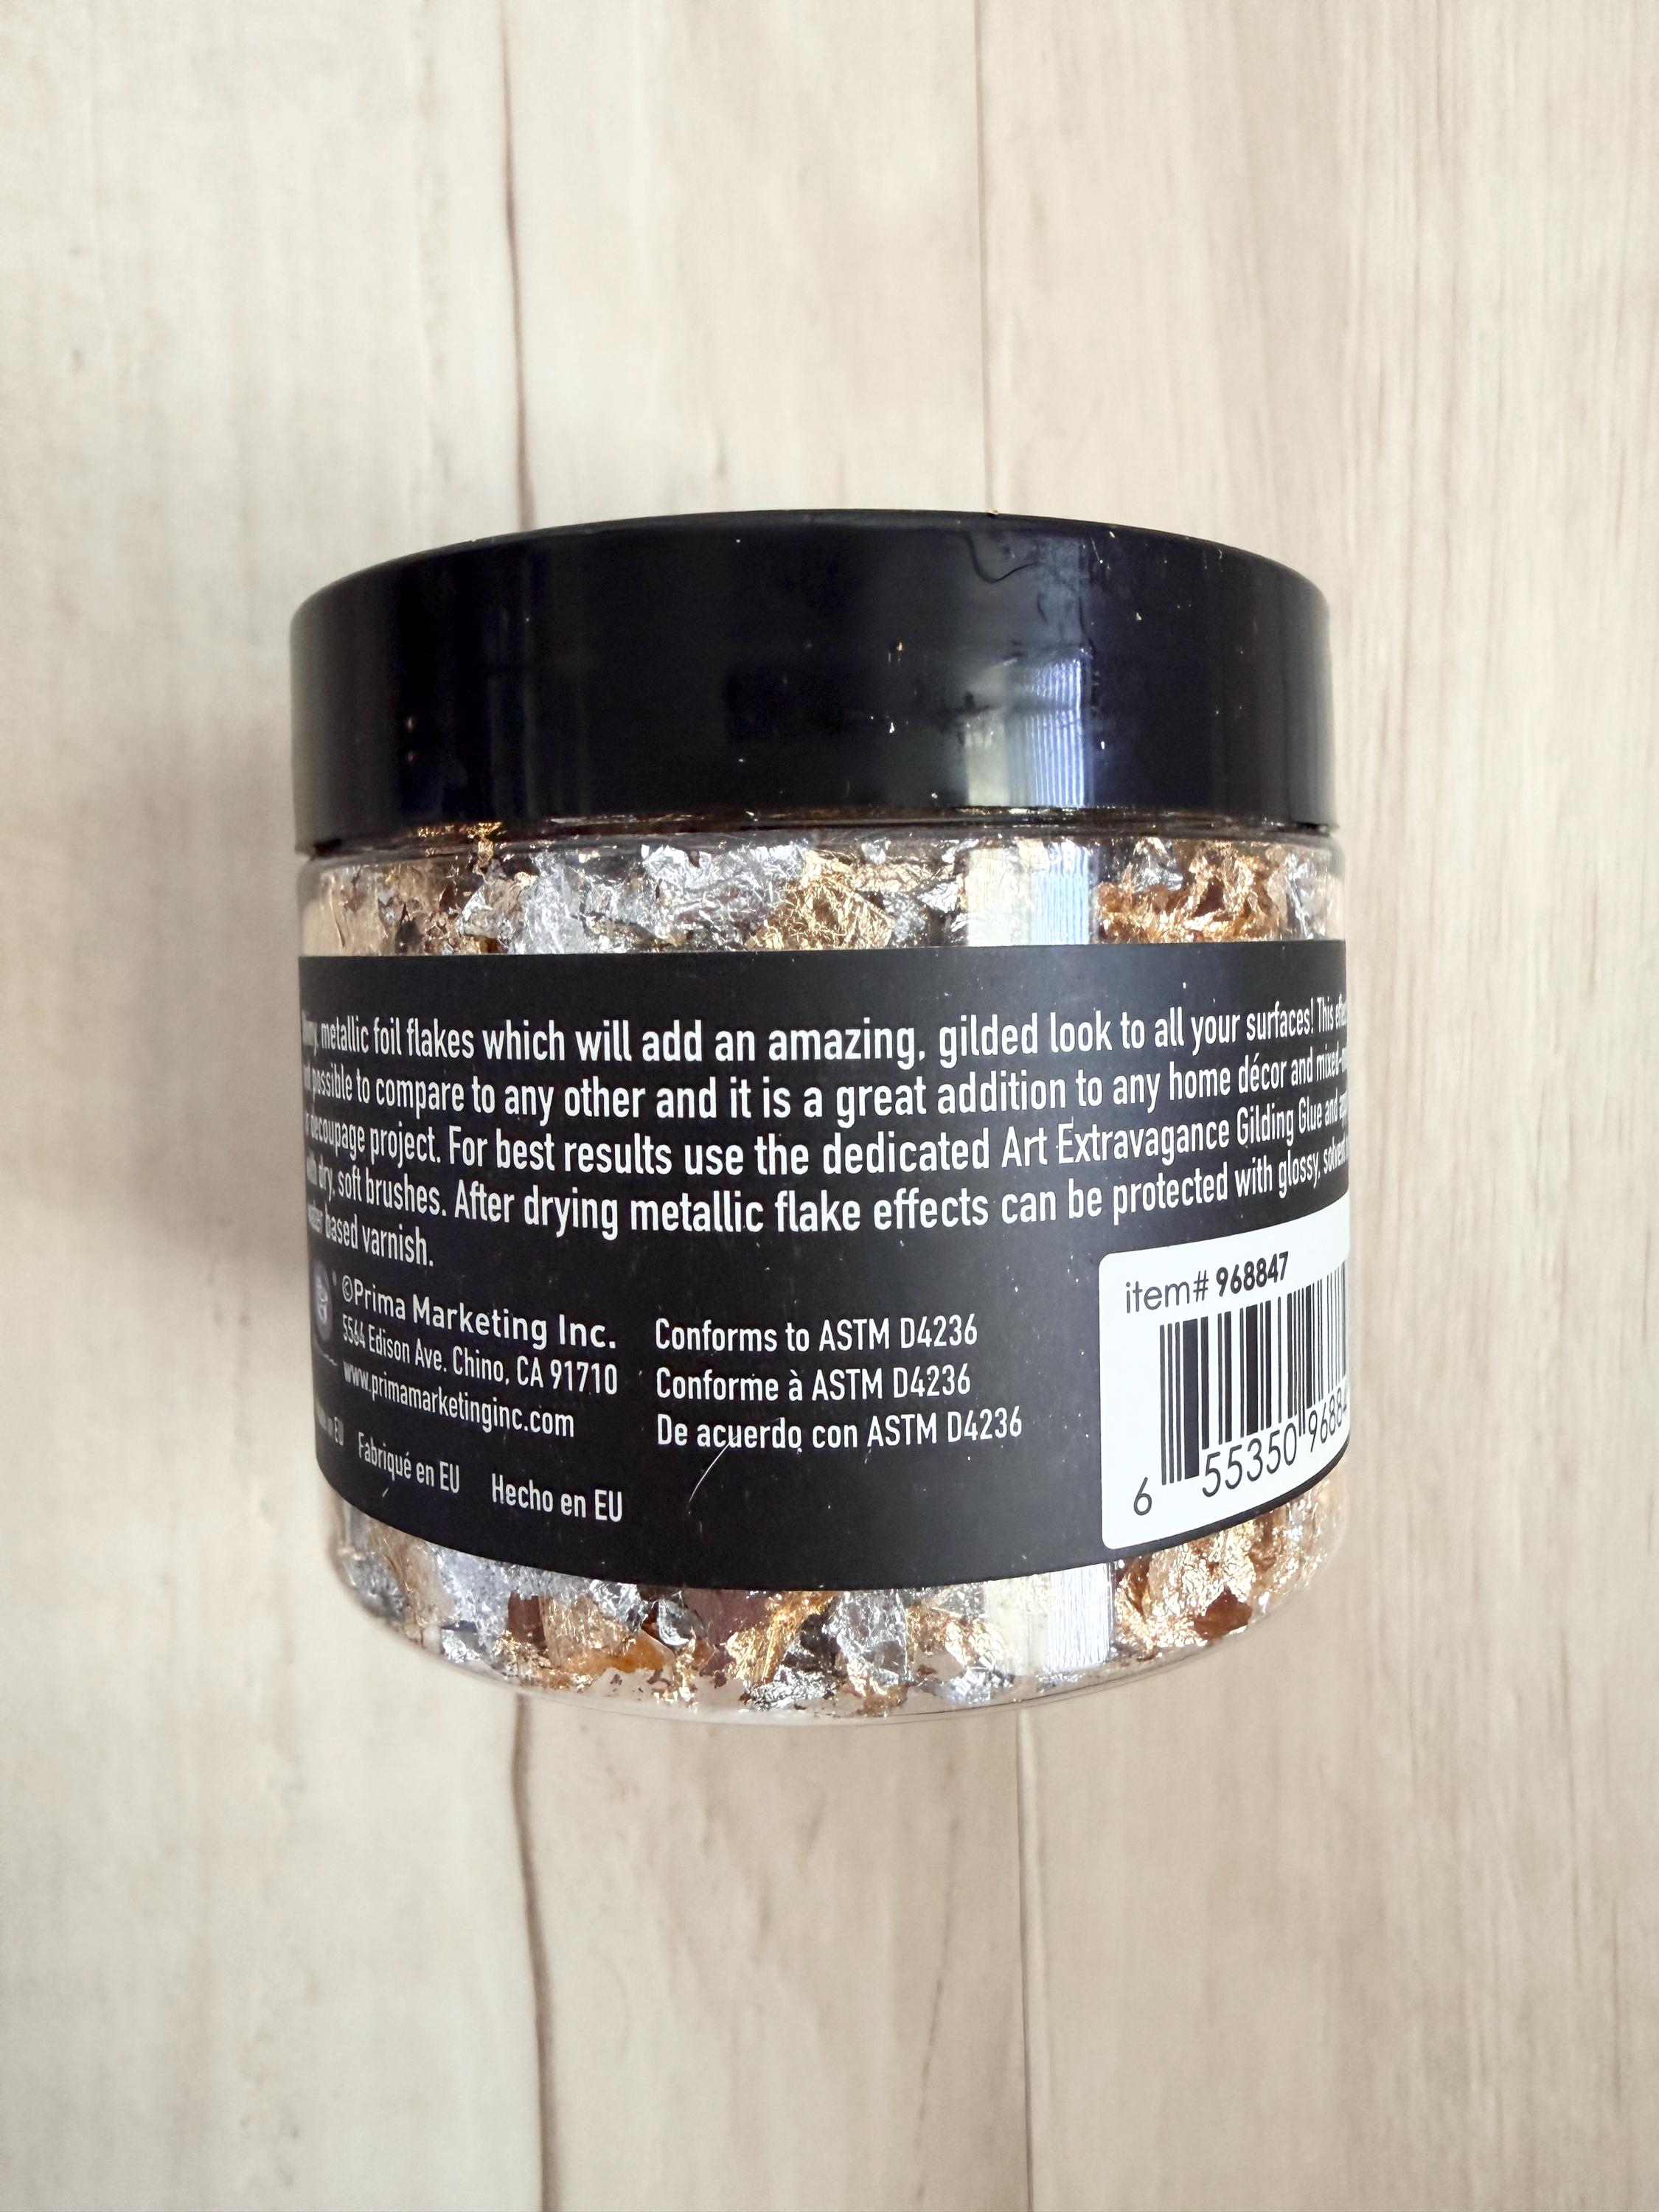 metallic foil flakes which will add an amazing, gilded look to all your surfaces! This
possible to compare to any other and it is a great addition to any home décor and
decoupage project. For best results use the dedicated Art Extravagance Gilding Glue and
dry, soft brushes. After drying metallic flake effects can be protected with glossy,
based varnish.
©Prima Marketing Inc.
5564 Edison Ave. Chino, CA 91710
www.primamarketinginc.com
Fabriqué en EU Hecho en EU
Conforms to ASTM D4236
Conforme à ASTM D4236
De acuerdo con ASTM D4236
item# 968847
6 55350